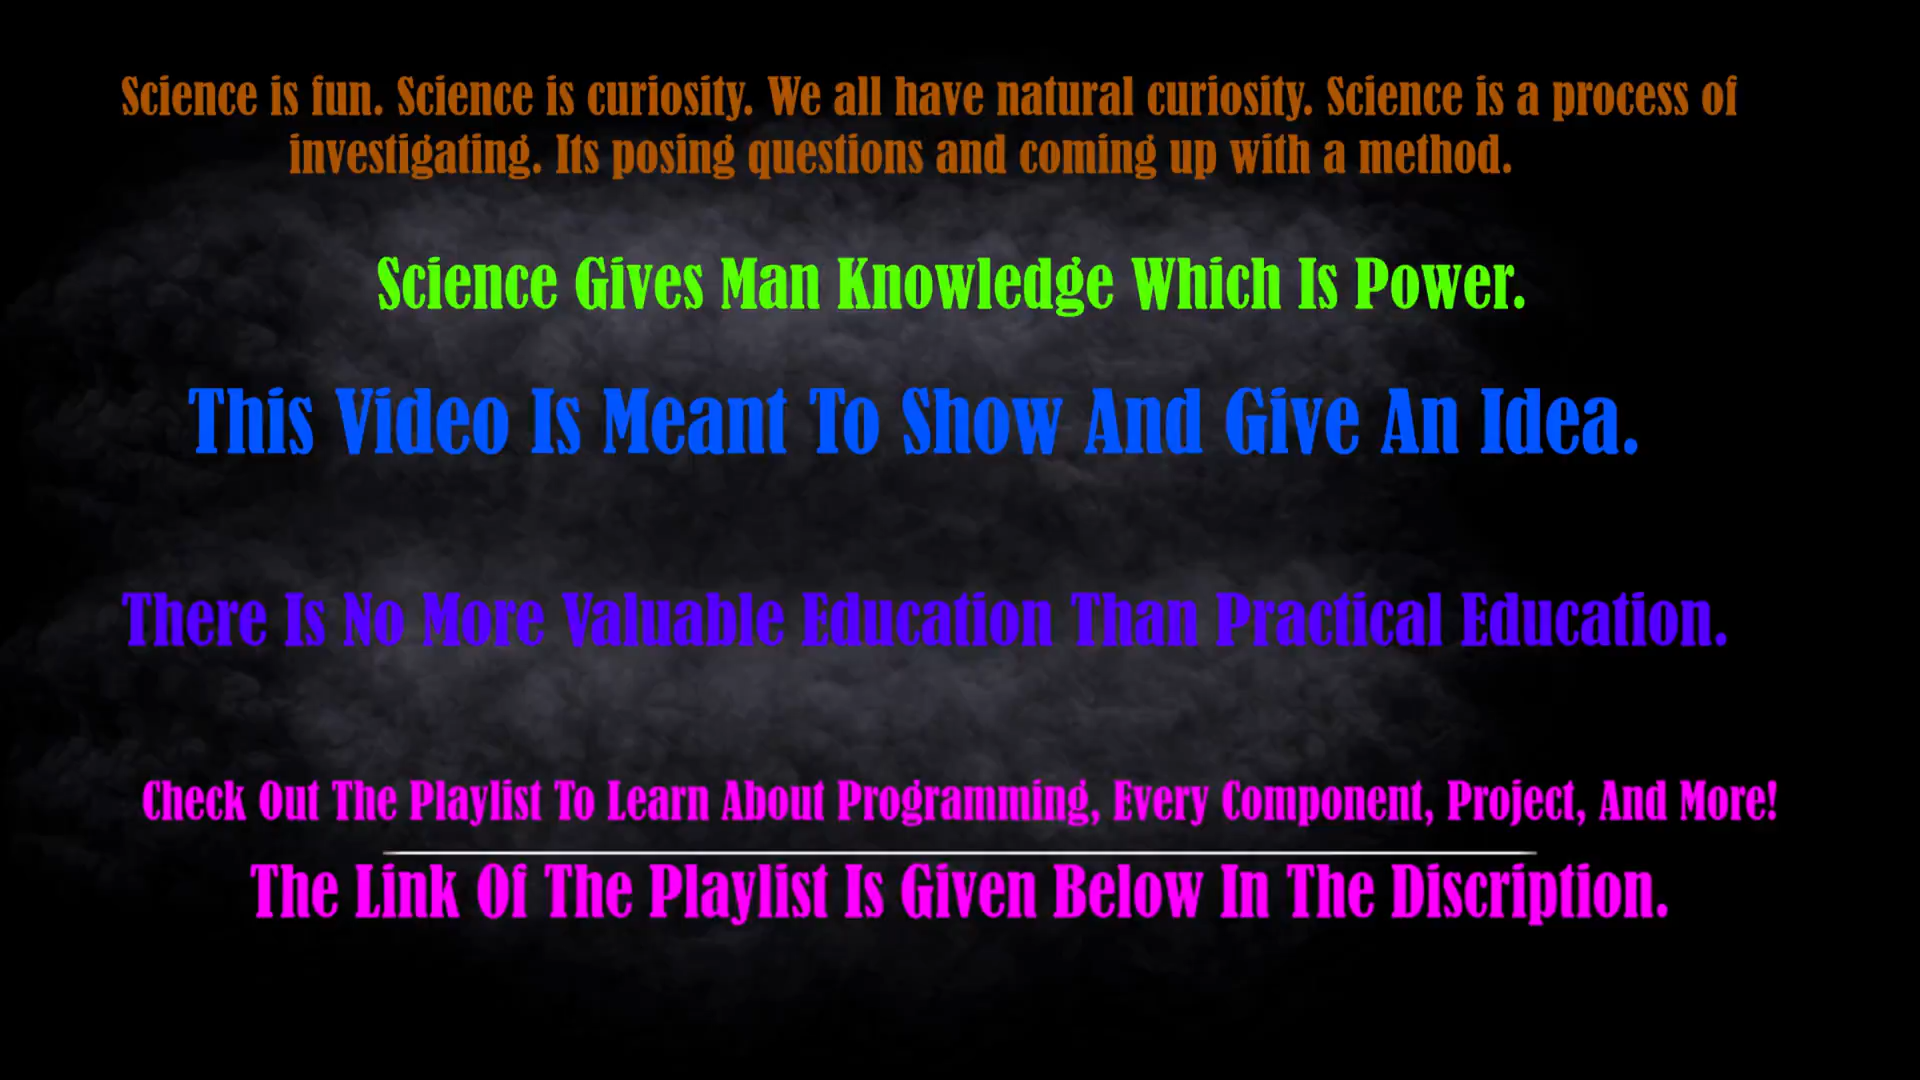 Science is fun. Science is curiosity. We all have natural curiosity. Science is a process of
investigating. Its posing questions and coming up with a method.
Science Gives Man Knowledge Which Is Power.
This Video Is Meant To Show And Give An Idea.
There Is No More Valuable Education Than Practical Education.
Check Out The Playlist To Learn About Programming, Every Component, Project, And More!
The Link Of The Playlist Is Given Below In The Discription.